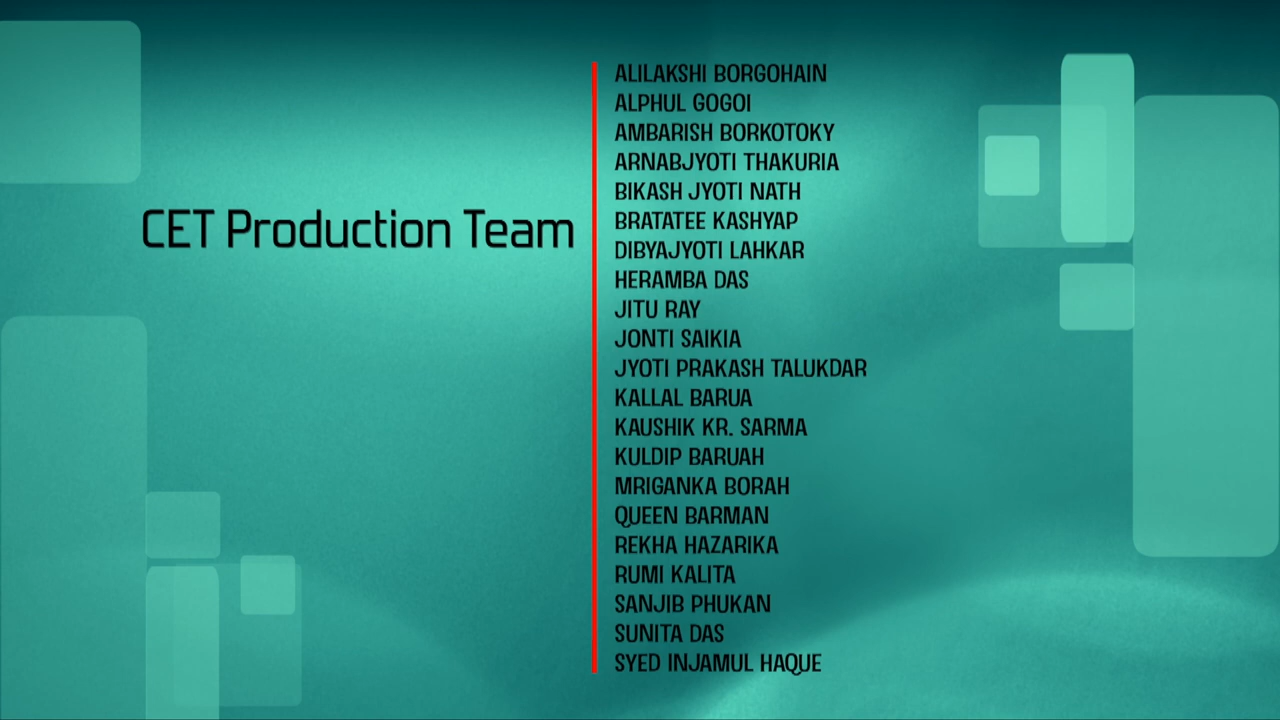 CET Production Team
ALILAKSHI BORGOHAIN
ALPHUL GOGOI
AMBARISH BORKOTOKY
ARNABJYOTI THAKURIA
BIKASH JYOTI NATH
BRATATEE KASHYAP
DIBYAJYOTI LAHKAR
HERAMBA DAS
JITU RAY
JONTI SAIKIA
JYOTI PRAKASH TALUKDAR
KALLAL BARUA
KAUSHIK KR. SARMA
KULDIP BARUAH
MRIGANKA BORAH
QUEEN BARMAN
REKHA HAZARIKA
RUMI KALITA
SANJIB PHUKAN
SUNITA DAS
SYED INJAMUL HAQUE